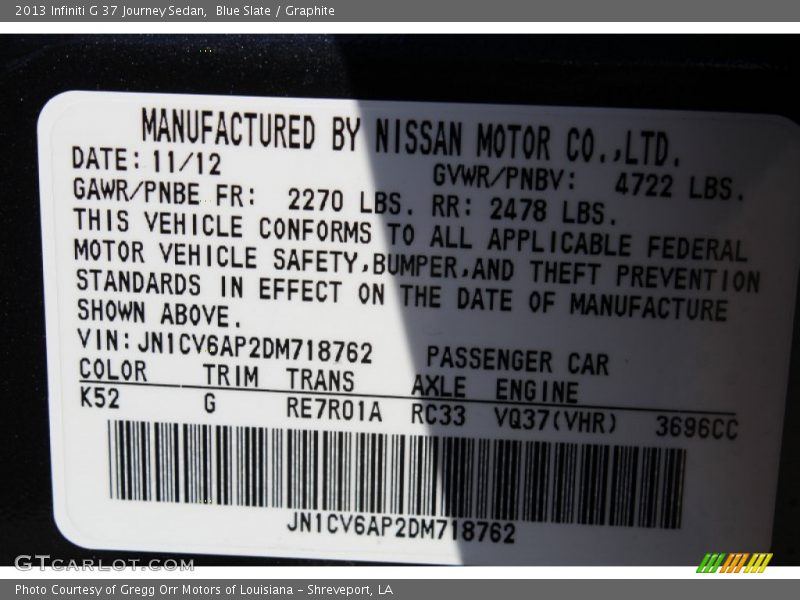 2013 Infiniti G 37 Journey Sedan, Blue Slate / Graphite
MANUFACTURED BY NISSAN MOTOR CO.,LTD.
DATE: 11/12 GVWR/PNBV: 4722 LBS.
GAWR/PNBE FR: 2270 LBS. RR: 2478 LBS.
THIS VEHICLE CONFORMS TO ALL APPLICABLE FEDERAL
MOTOR VEHICLE SAFETY,BUMPER,AND THEFT PREVENTION
STANDARDS IN EFFECT ON THE DATE OF MANUFACTURE
SHOWN ABOVE.
VIN: JN1CV6AP2DM718762 PASSENGER CAR
COLOR TRIM TRANS AXLE ENGINE
K52 G RE7R01A RC33 VQ37(VHR) 3696CC
JN1CV6AP2DM718762
GTCARLOT.COM
Photo Courtesy of Gregg Orr Motors of Louisiana - Shreveport, LA